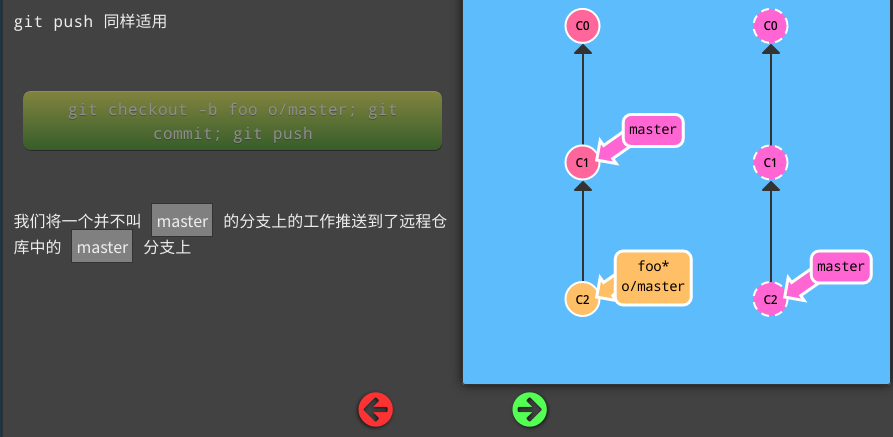 git push 同样适用
git checkout -b foo o/master; git
commit; git push
我们将一个并不叫 master 的分支上的工作推送到了远程仓
库中的 master 分支上
C0
C0
master
C1
C1
foo*
o/master
master
C2
C2